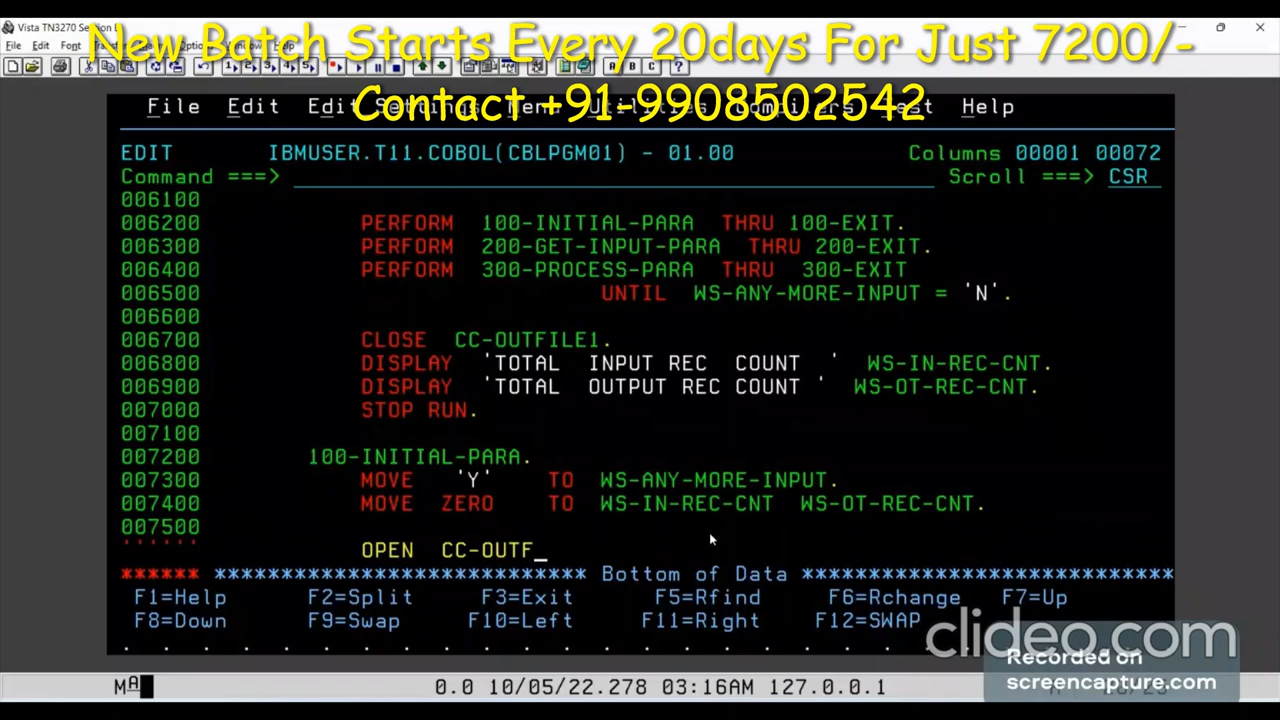 Vista TN3270 Session
New Batch Starts Every 20days For Just 7200/-
File Edit Font
Contact +91-9908502542
File Edit Edit Settings Menu Utilities Compilers Test Help
EDIT IBMUSER.T11.COBOL(CBLPGM01) - 01.00 Columns 00001 00072
Command ===> Scroll ===> CSR
006100
006200 PERFORM 100-INITIAL-PARA THRU 100-EXIT.
006300 PERFORM 200-GET-INPUT-PARA THRU 200-EXIT.
006400 PERFORM 300-PROCESS-PARA THRU 300-EXIT
006500 UNTIL WS-ANY-MORE-INPUT = 'N'.
006600
006700 CLOSE CC-OUTFILE1.
006800 DISPLAY 'TOTAL INPUT REC COUNT ' WS-IN-REC-CNT.
006900 DISPLAY 'TOTAL OUTPUT REC COUNT ' WS-OT-REC-CNT.
007000 STOP RUN.
007100
007200 100-INITIAL-PARA.
007300 MOVE 'Y' TO WS-ANY-MORE-INPUT.
007400 MOVE ZERO TO WS-IN-REC-CNT WS-OT-REC-CNT.
007500
'''''' OPEN CC-OUTF_
****** **************************** Bottom of Data ****************************
F1=Help F2=Split F3=Exit F5=Rfind F6=Rchange F7=Up
F8=Down F9=Swap F10=Left F11=Right F12=SWAP
clideo.com
Recorded on
screencapture.com
MA 0.0 10/05/22.278 03:16AM 127.0.0.1